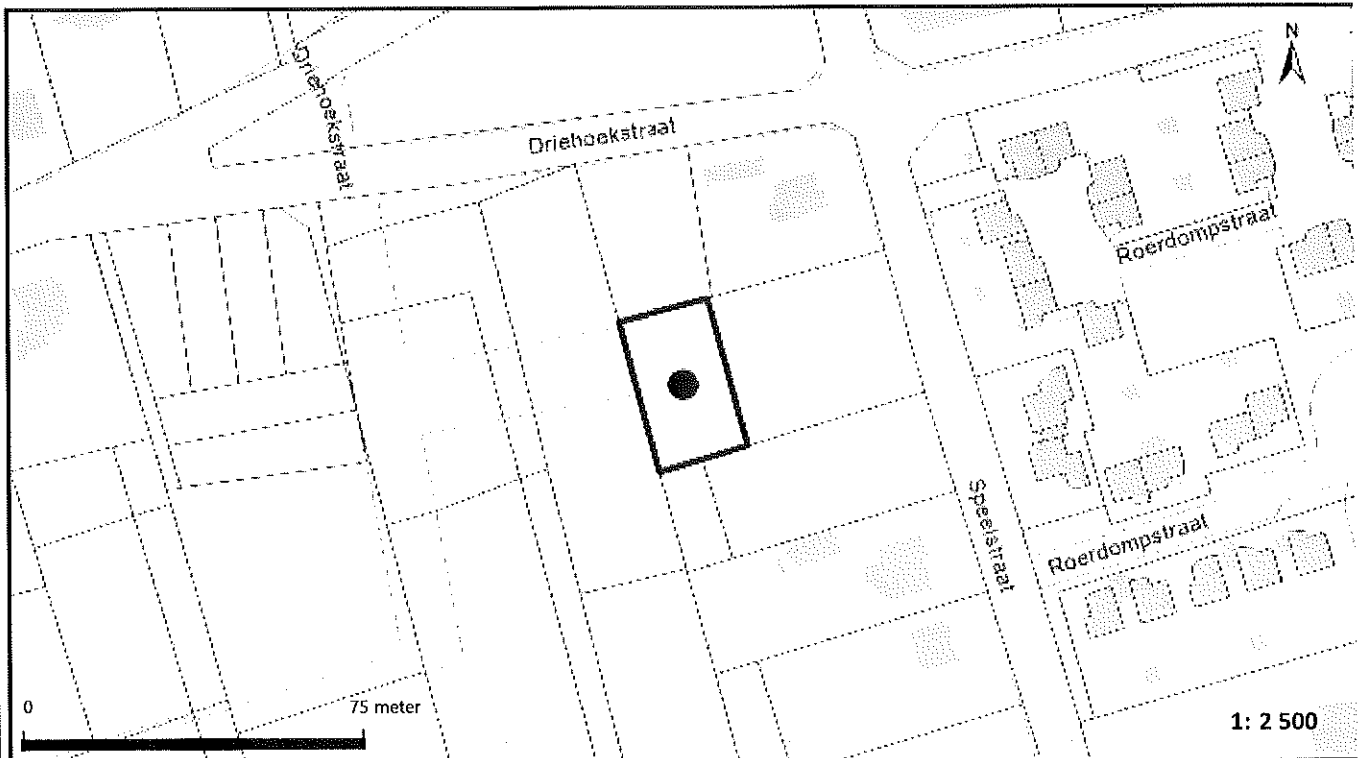 N
Driehoekstraat
Driehoekstraat
Roerdompstraat
Speelstraat
Roerdompstraat
0
75 meter
1: 2 500